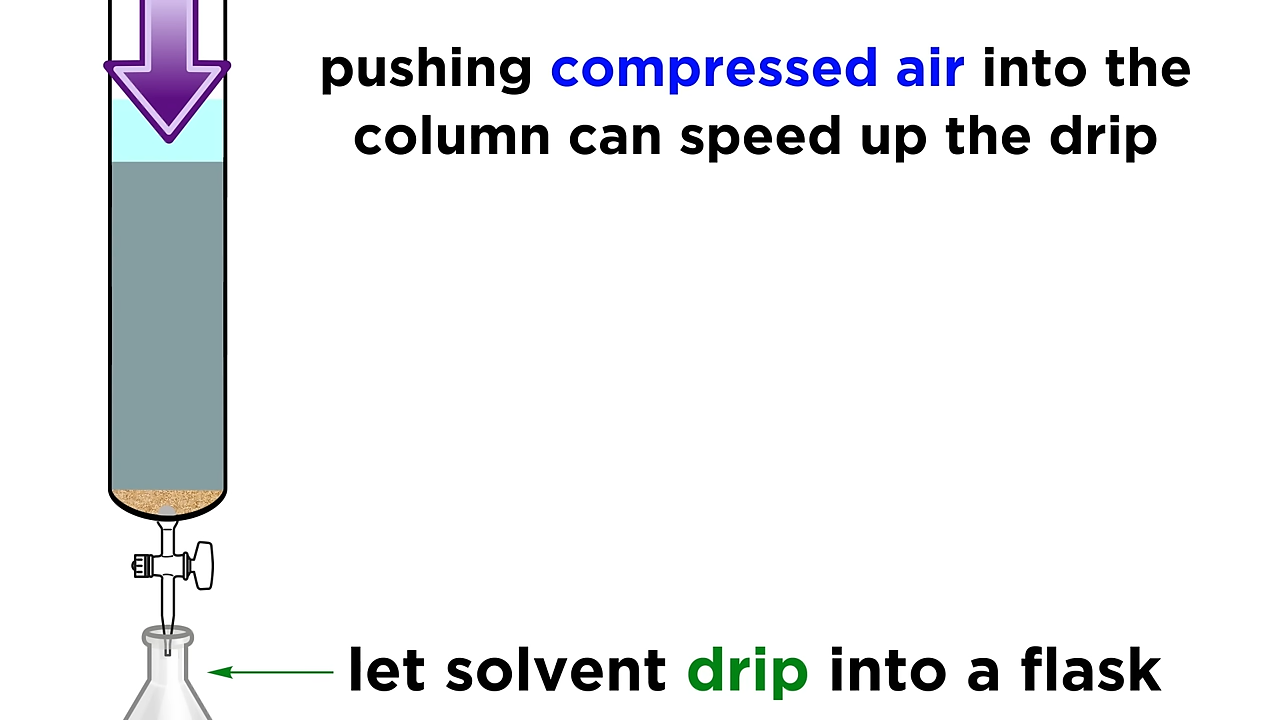 pushing compressed air into the
column can speed up the drip
let solvent drip into a flask